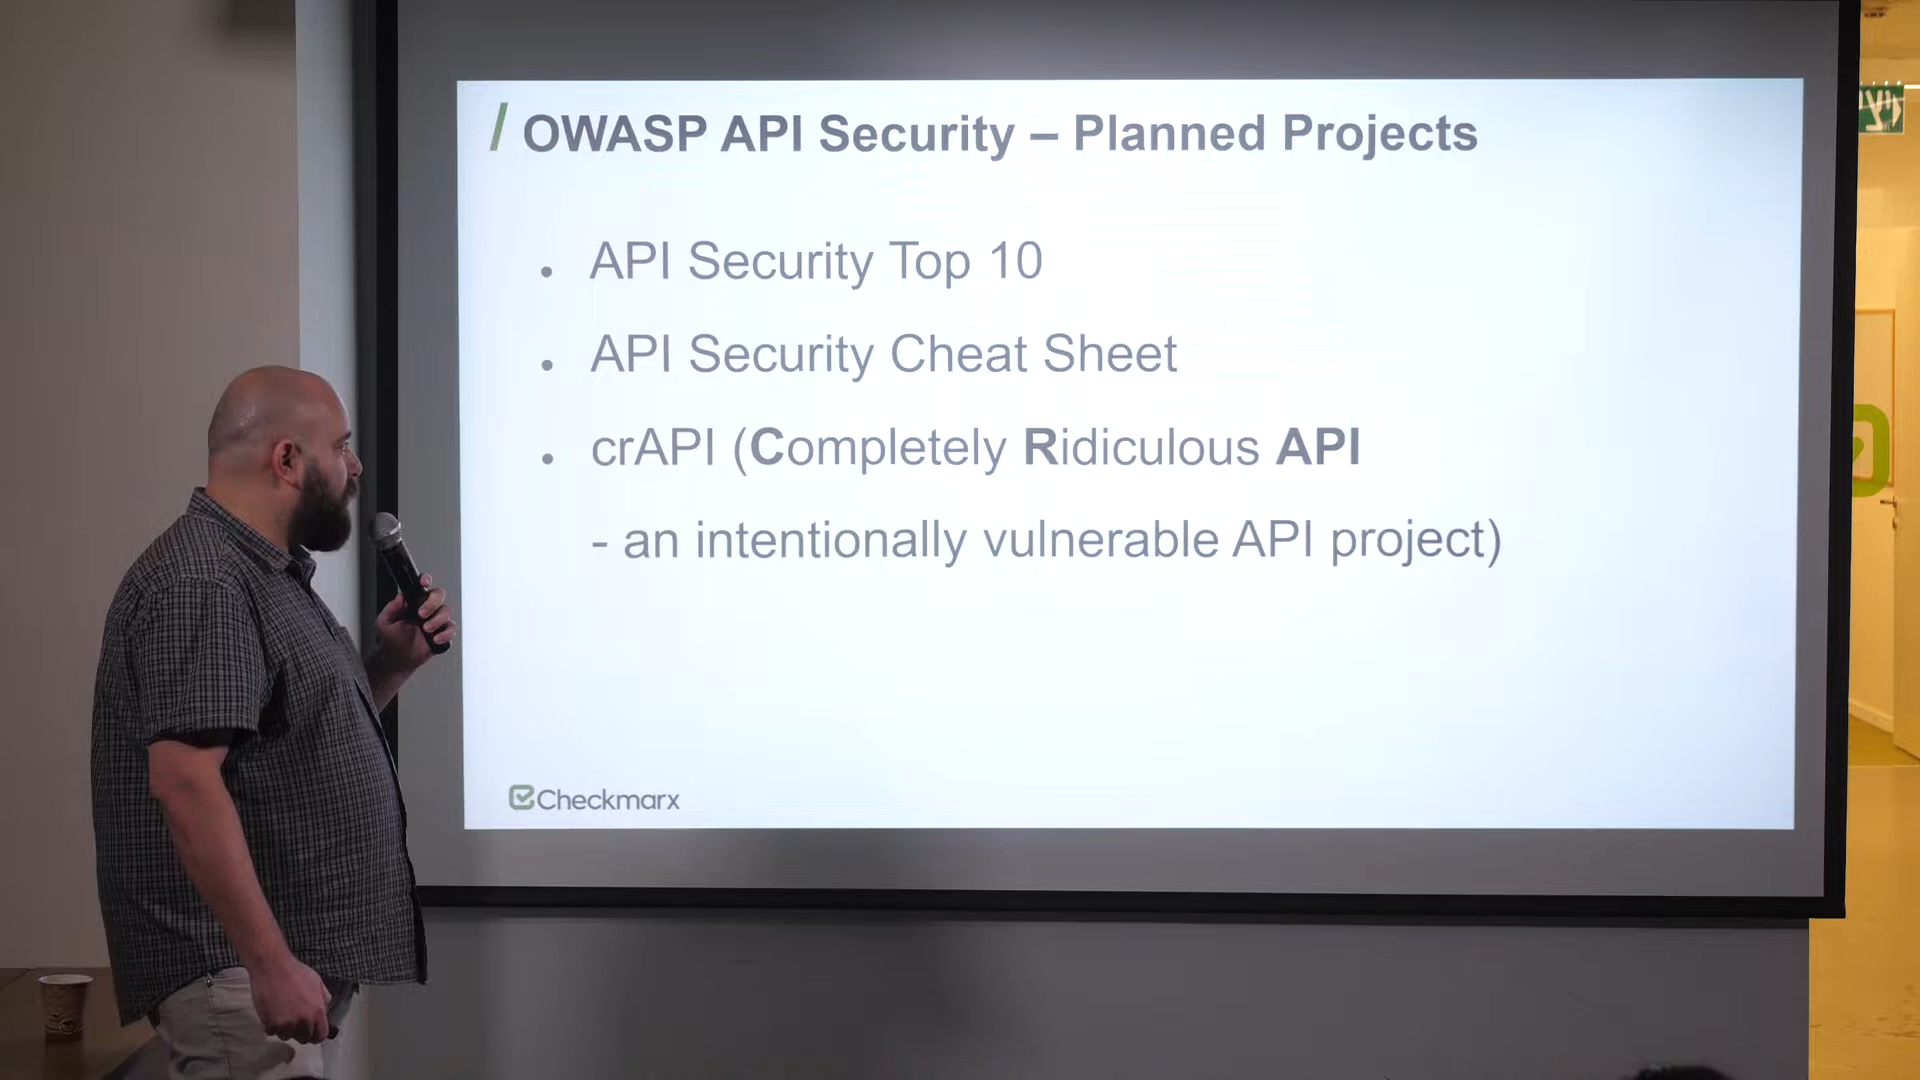 / OWASP API Security – Planned Projects
• API Security Top 10
• API Security Cheat Sheet
• crAPI (Completely Ridiculous API
- an intentionally vulnerable API project)
Checkmarx